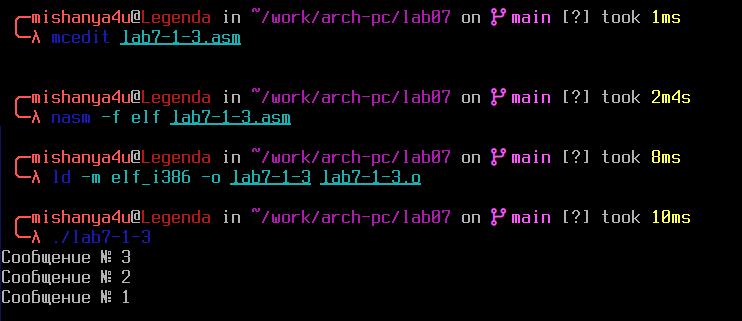 mishanya4u@Legenda in ~/work/arch-pc/lab07 on main [?] took 1ms
λ mcedit lab7-1-3.asm
mishanya4u@Legenda in ~/work/arch-pc/lab07 on main [?] took 2m4s
λ nasm -f elf lab7-1-3.asm
mishanya4u@Legenda in ~/work/arch-pc/lab07 on main [?] took 8ms
λ ld -m elf_i386 -o lab7-1-3 lab7-1-3.o
mishanya4u@Legenda in ~/work/arch-pc/lab07 on main [?] took 10ms
λ ./lab7-1-3
Сообщение № 3
Сообщение № 2
Сообщение № 1